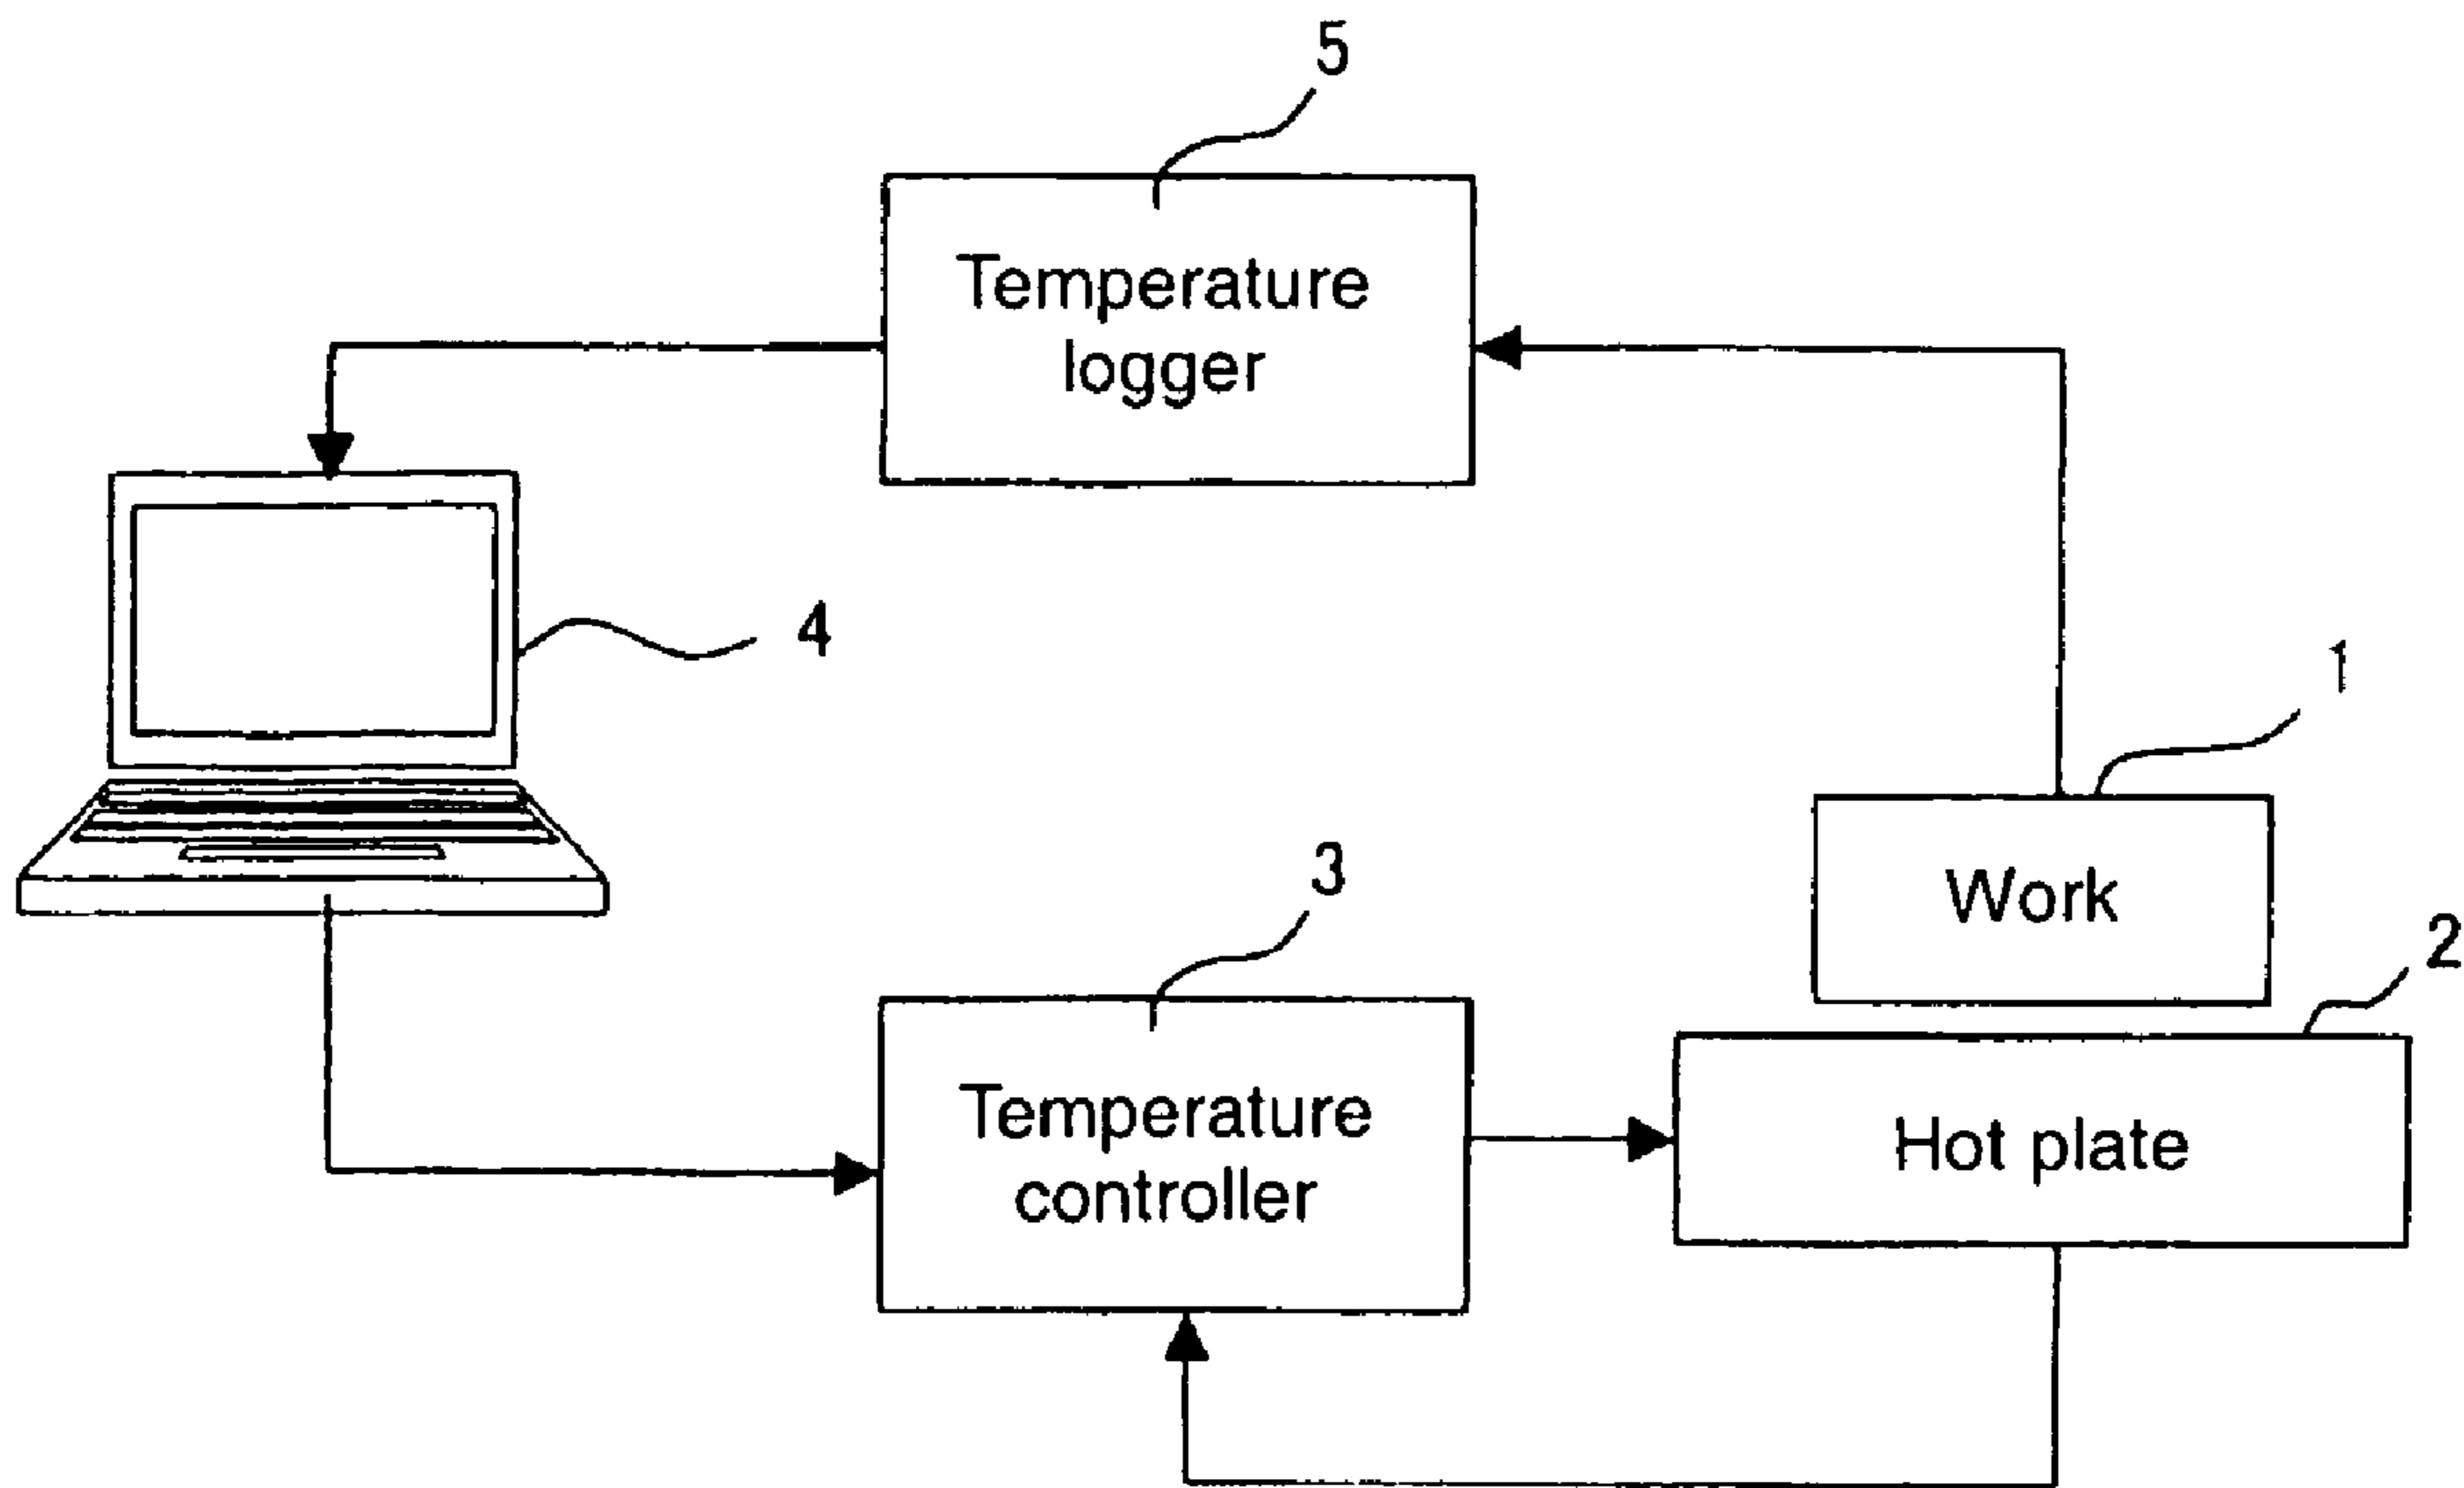 5
Temperature
logger
4
1
Work
3
2
Temperature
controller
Hot plate